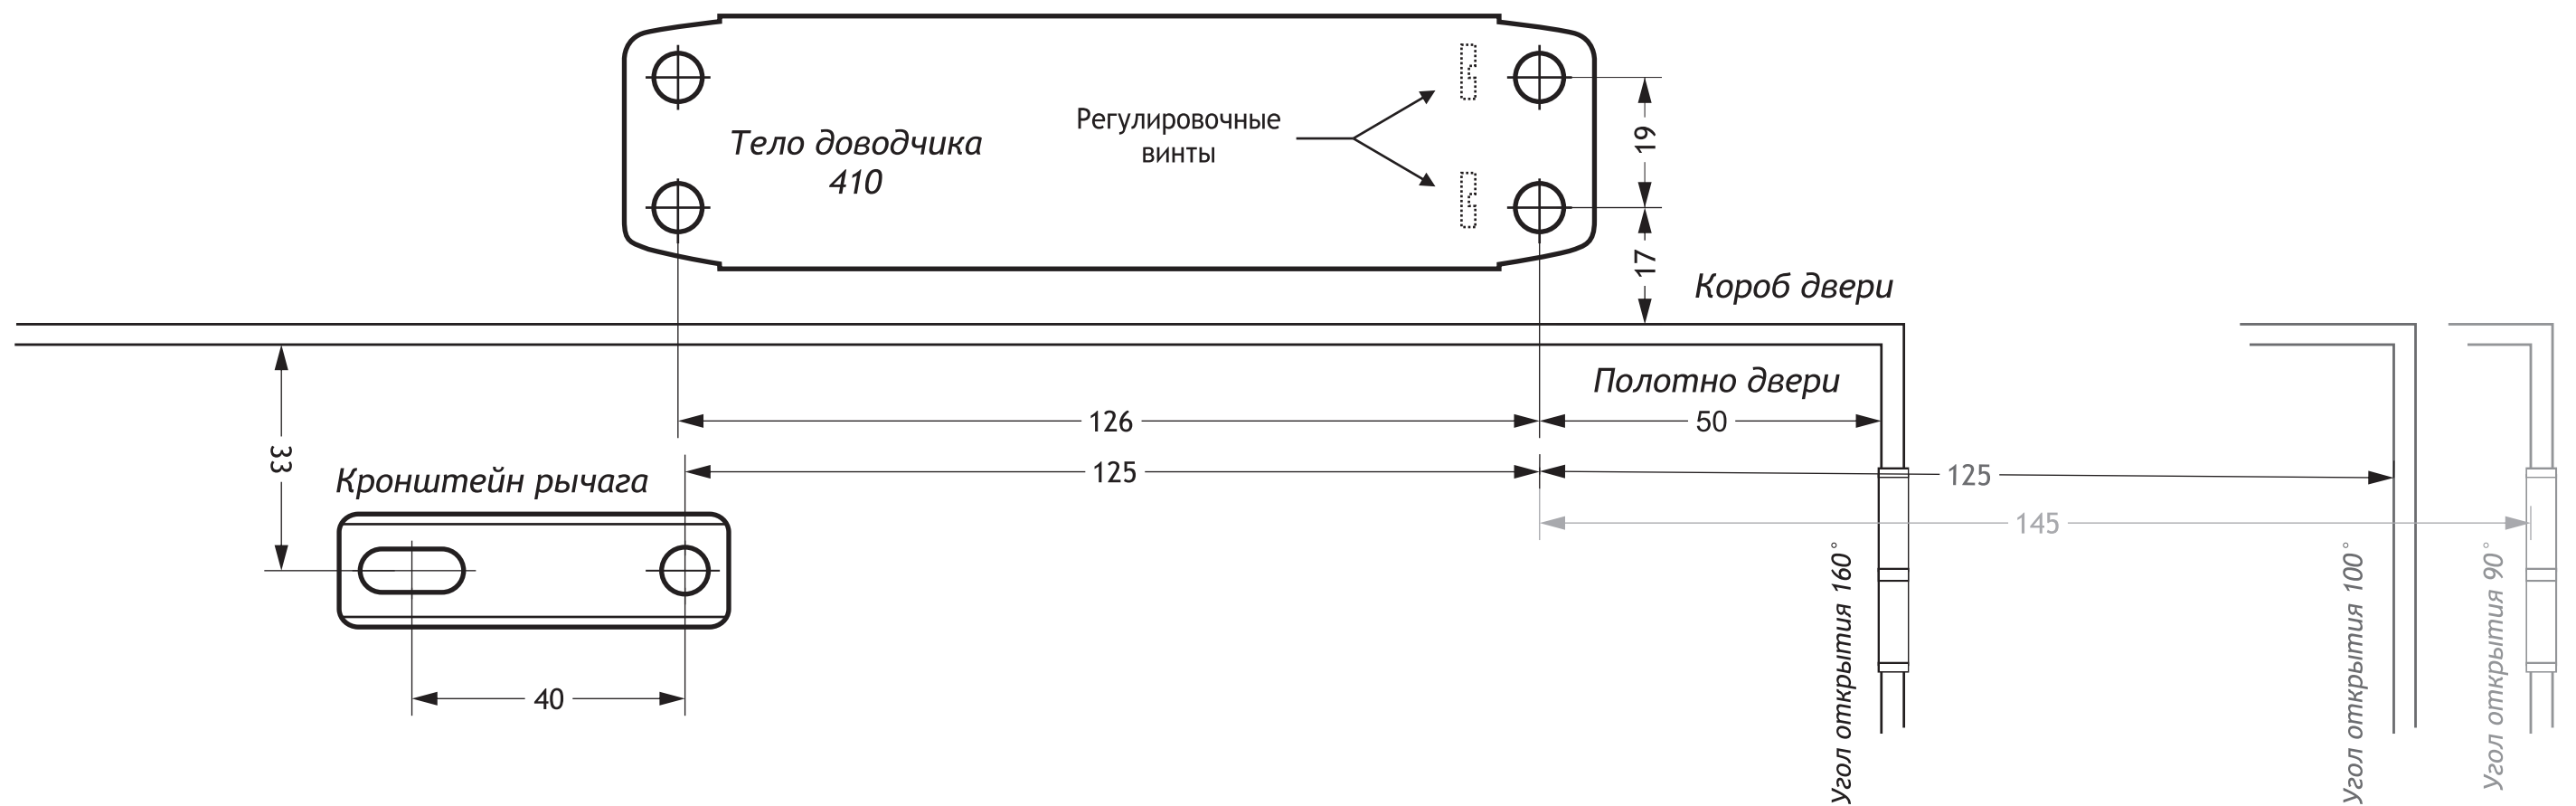 Регулировочные
винты
Тело доводчика
410
19
17
Короб двери
Полотно двери
126
50
33
125
125
Кронштейн рычага
145
40
Угол открытия 160°
Угол открытия 100°
Угол открытия 90°